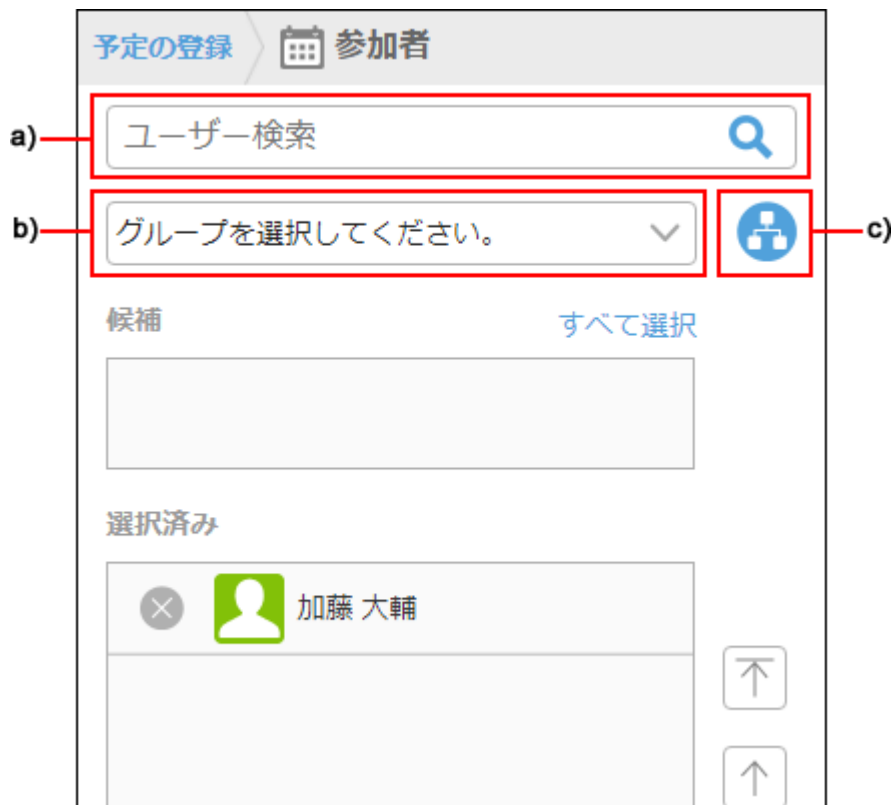 予定の登録 参加者
a) ユーザー検索
b) グループを選択してください。 c)
候補 すべて選択
選択済み
加藤 大輔